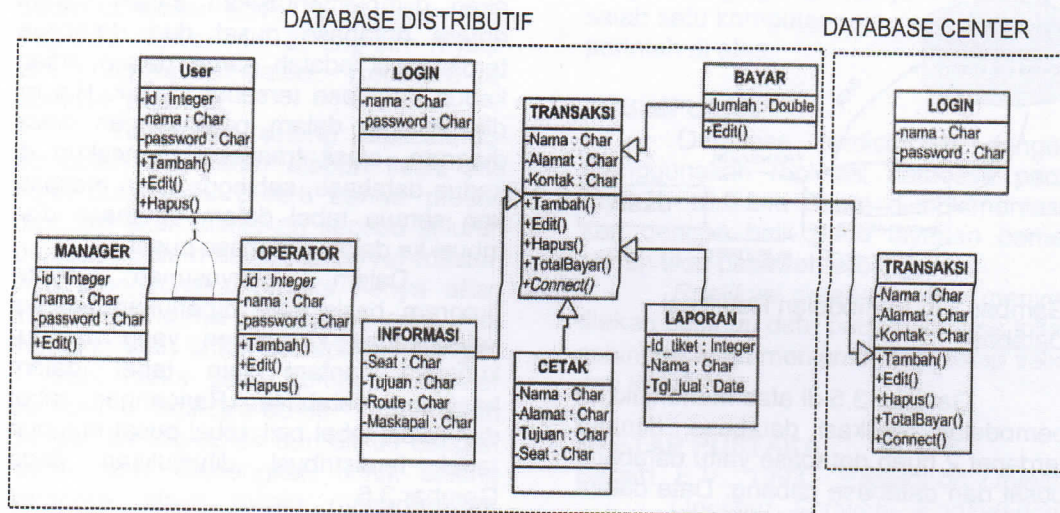 DATABASE DISTRIBUTIF
DATABASE CENTER
User
-id : Integer
-nama : Char
-password : Char
+Tambah()
+Edit()
+Hapus()
LOGIN
-nama : Char
-password : Char
TRANSAKSI
-Nama : Char
-Alamat : Char
-Kontak : Char
+Tambah()
+Edit()
+Hapus()
+TotalBayar()
+Connect()
BAYAR
-Jumlah : Double
+Edit()
LOGIN
-nama : Char
-password : Char
MANAGER
-id : Integer
-nama : Char
-password : Char
+Edit()
OPERATOR
-id : Integer
-nama : Char
-password : Char
+Tambah()
+Edit()
+Hapus()
INFORMASI
-Seat : Char
-Tujuan : Char
-Route : Char
-Maskapai : Char
CETAK
-Nama : Char
-Alamat : Char
-Tujuan : Char
-Seat : Char
LAPORAN
-Id_tiket : Integer
-Nama : Char
-Tgl_jual : Data
TRANSAKSI
-Nama : Char
-Alamat : Char
-Kontak : Char
+Tambah()
+Edit()
+Hapus()
+TotalBayar()
+Connect()